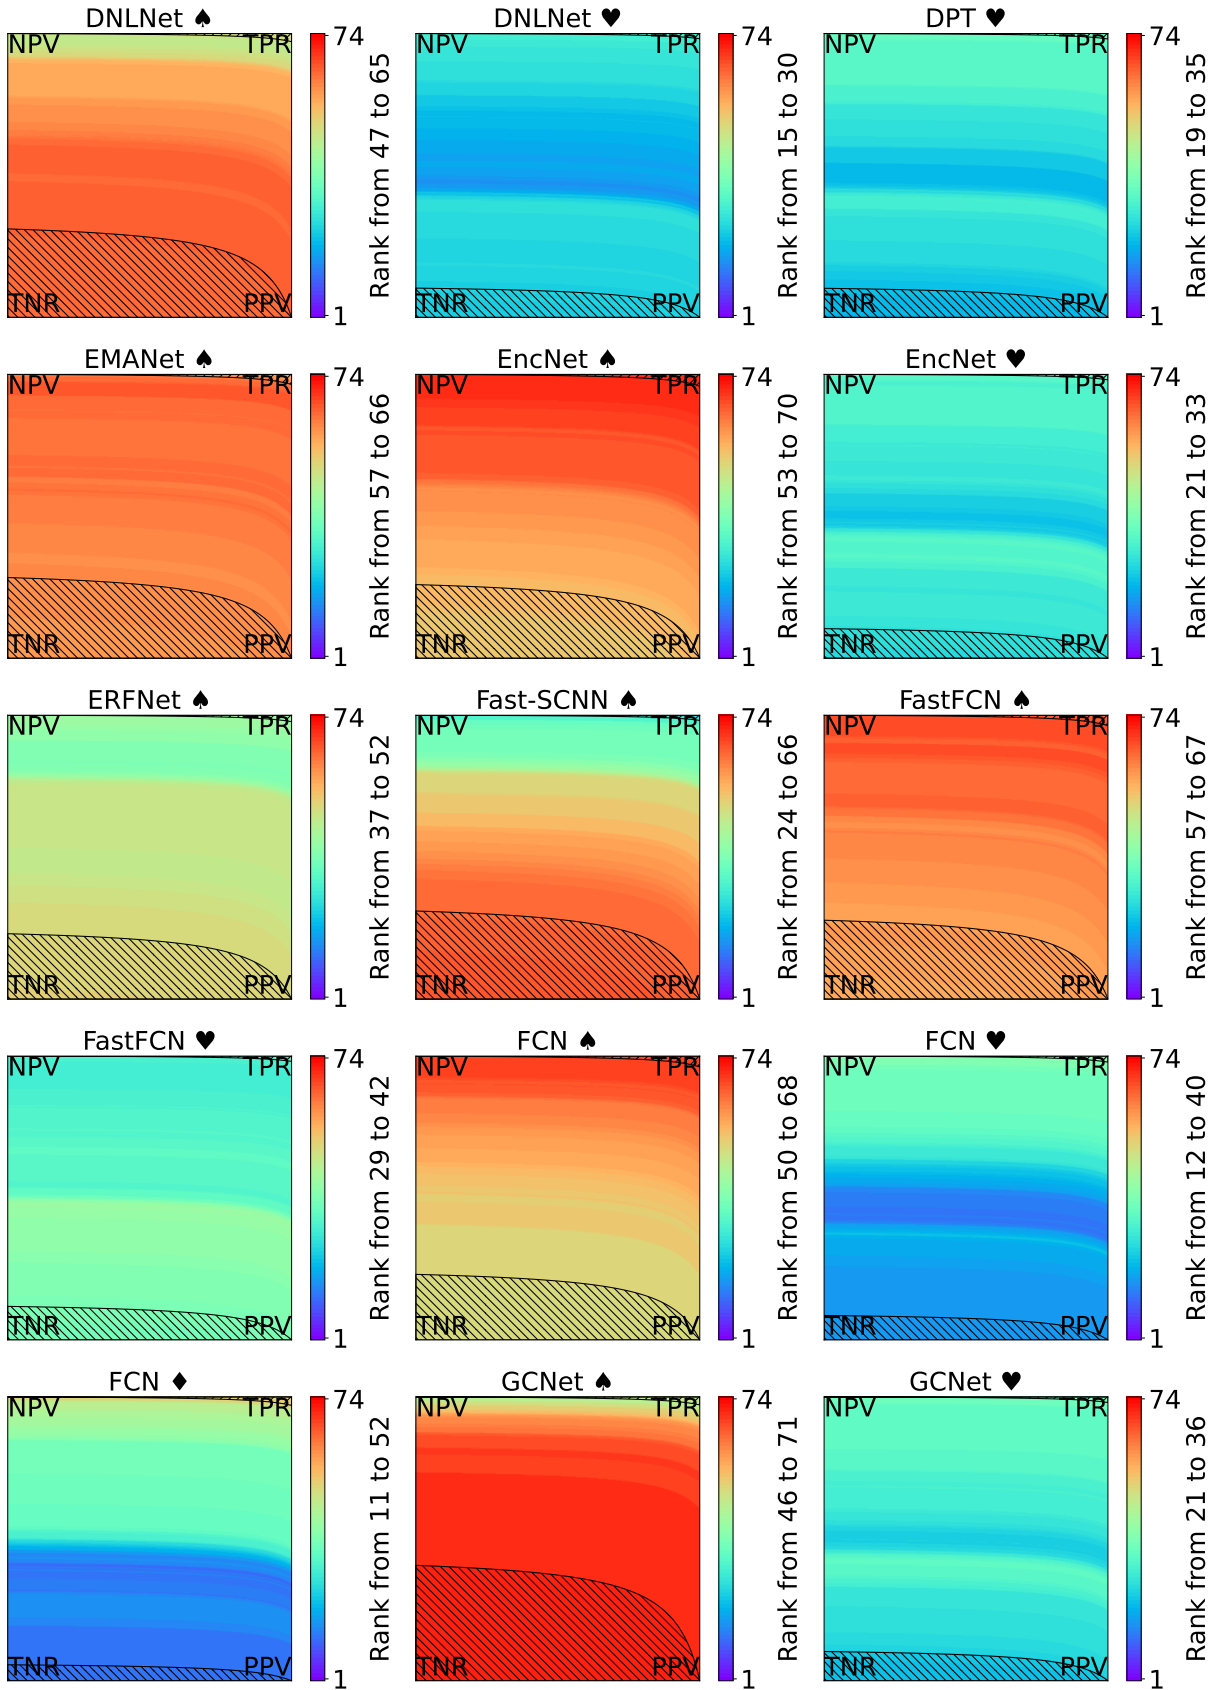 DNLNet ♠
NPV TPR
TNR PPV
74
1
Rank from 47 to 65
DNLNet ♥
NPV TPR
TNR PPV
74
1
Rank from 15 to 30
DPT ♥
NPV TPR
TNR PPV
74
1
Rank from 19 to 35
EMANet ♠
NPV TPR
TNR PPV
74
1
Rank from 57 to 66
EncNet ♠
NPV TPR
TNR PPV
74
1
Rank from 53 to 70
EncNet ♥
NPV TPR
TNR PPV
74
1
Rank from 21 to 33
ERFNet ♠
NPV TPR
TNR PPV
74
1
Rank from 37 to 52
Fast-SCNN ♠
NPV TPR
TNR PPV
74
1
Rank from 24 to 66
FastFCN ♠
NPV TPR
TNR PPV
74
1
Rank from 57 to 67
FastFCN ♥
NPV TPR
TNR PPV
74
1
Rank from 29 to 42
FCN ♠
NPV TPR
TNR PPV
74
1
Rank from 50 to 68
FCN ♥
NPV TPR
TNR PPV
74
1
Rank from 12 to 40
FCN ♦
NPV TPR
TNR PPV
74
1
Rank from 11 to 52
GCNet ♠
NPV TPR
TNR PPV
74
1
Rank from 46 to 71
GCNet ♥
NPV TPR
TNR PPV
74
1
Rank from 21 to 36